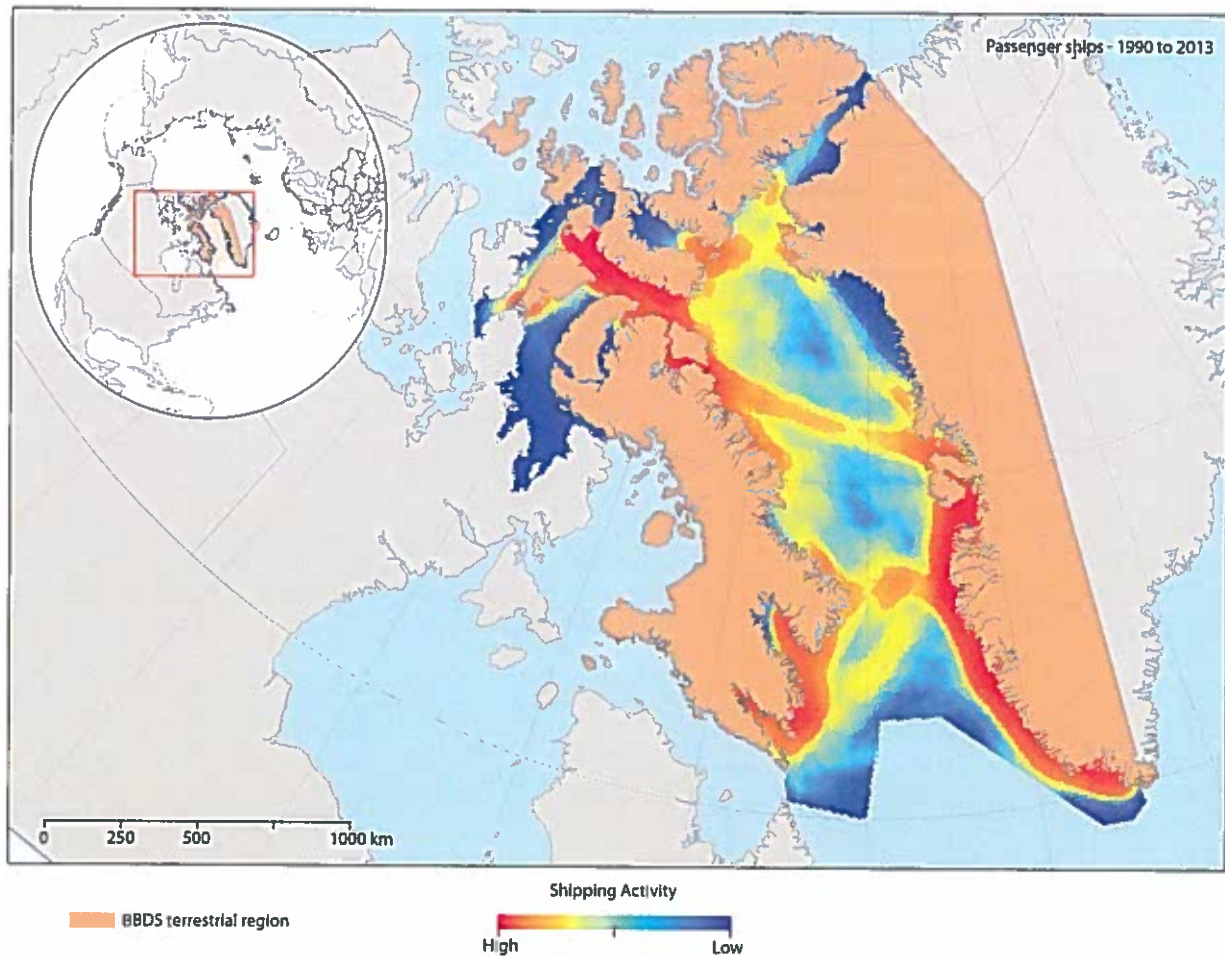 Passenger ships - 1990 to 2013
0 250 500 1000 km
Shipping Activity
BBDS terrestrial region
High Low